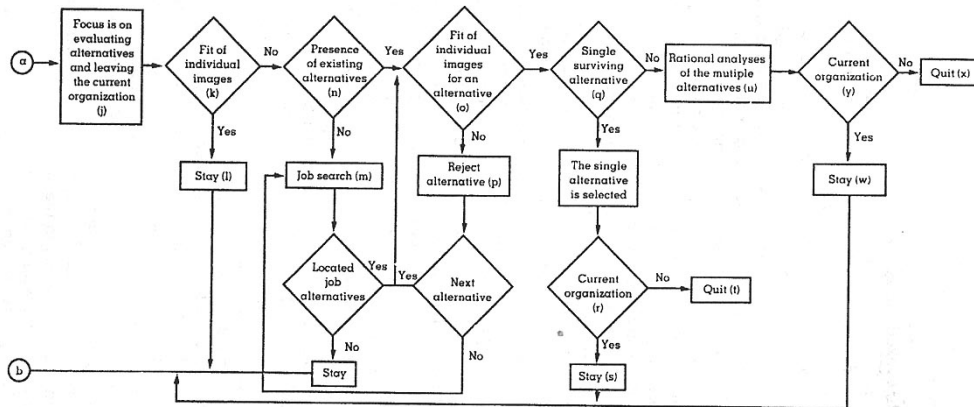 a
Focus is on
evaluating
alternatives
and leaving
the current
organization
(j)
Fit of
individual
images
(k)
No
Yes
Stay (l)
Presence
of existing
alternatives
(n)
Yes
No
Job search (m)
Located
job
alternatives
Yes
No
Stay
Fit of
individual
images
for an
alternative
(o)
Yes
No
Reject
alternative (p)
Next
alternative
Yes
No
Single
surviving
alternative
(q)
No
Yes
The single
alternative
is selected
Current
organization
(r)
No
Quit (t)
Yes
Stay (s)
Rational analyses
of the mutiple
alternatives (u)
Current
organization
(y)
No
Quit (x)
Yes
Stay (w)
b